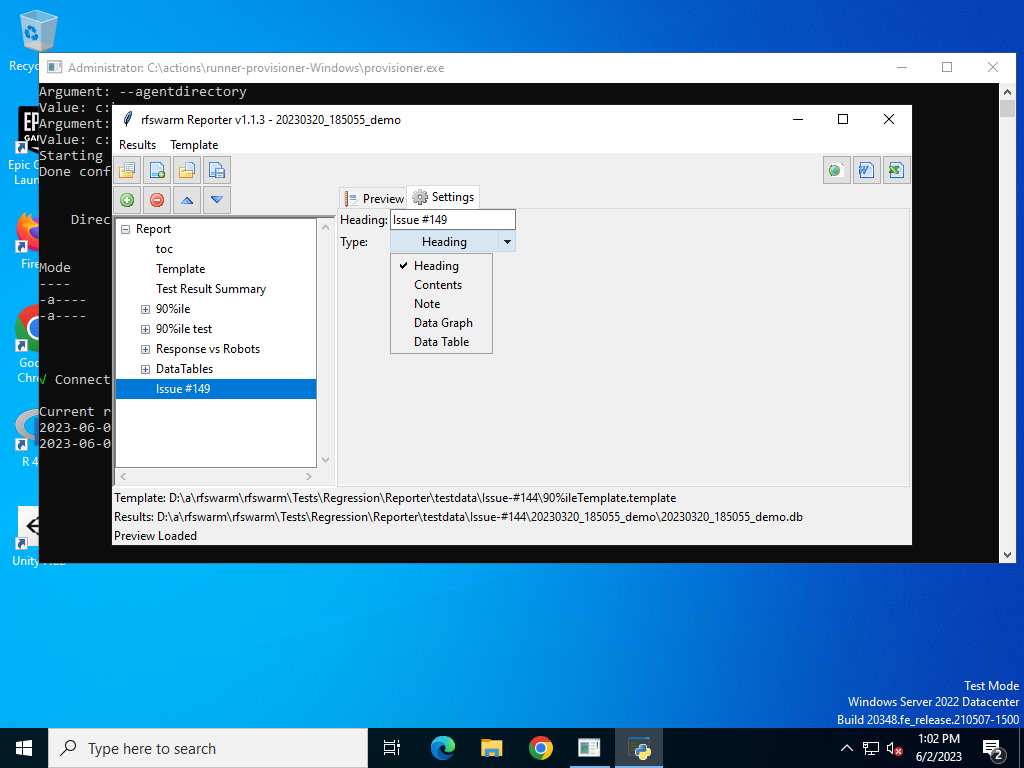 Recyc
Administrator: C:\actions\runner-provisioner-Windows\provisioner.exe
Argument: --agentdirectory
Value: c:\
Argument:
Value: c:
Starting
Done conf
Direc
Mode
----
-a----
-a----
√ Connect
Current r
2023-06-0
2023-06-0
Epic G
Laun
Fire
Goo
Chr
R 4
Unity Hub
rfswarm Reporter v1.1.3 - 20230320_185055_demo
Results Template
Preview Settings
Heading: Issue #149
Type: Heading
Heading
Contents
Note
Data Graph
Data Table
Report
toc
Template
Test Result Summary
90%ile
90%ile test
Response vs Robots
DataTables
Issue #149
Template: D:\a\rfswarm\rfswarm\Tests\Regression\Reporter\testdata\Issue-#144\90%ileTemplate.template
Results: D:\a\rfswarm\rfswarm\Tests\Regression\Reporter\testdata\Issue-#144\20230320_185055_demo\20230320_185055_demo.db
Preview Loaded
Test Mode
Windows Server 2022 Datacenter
Build 20348.fe_release.210507-1500
Type here to search
1:02 PM
6/2/2023
2